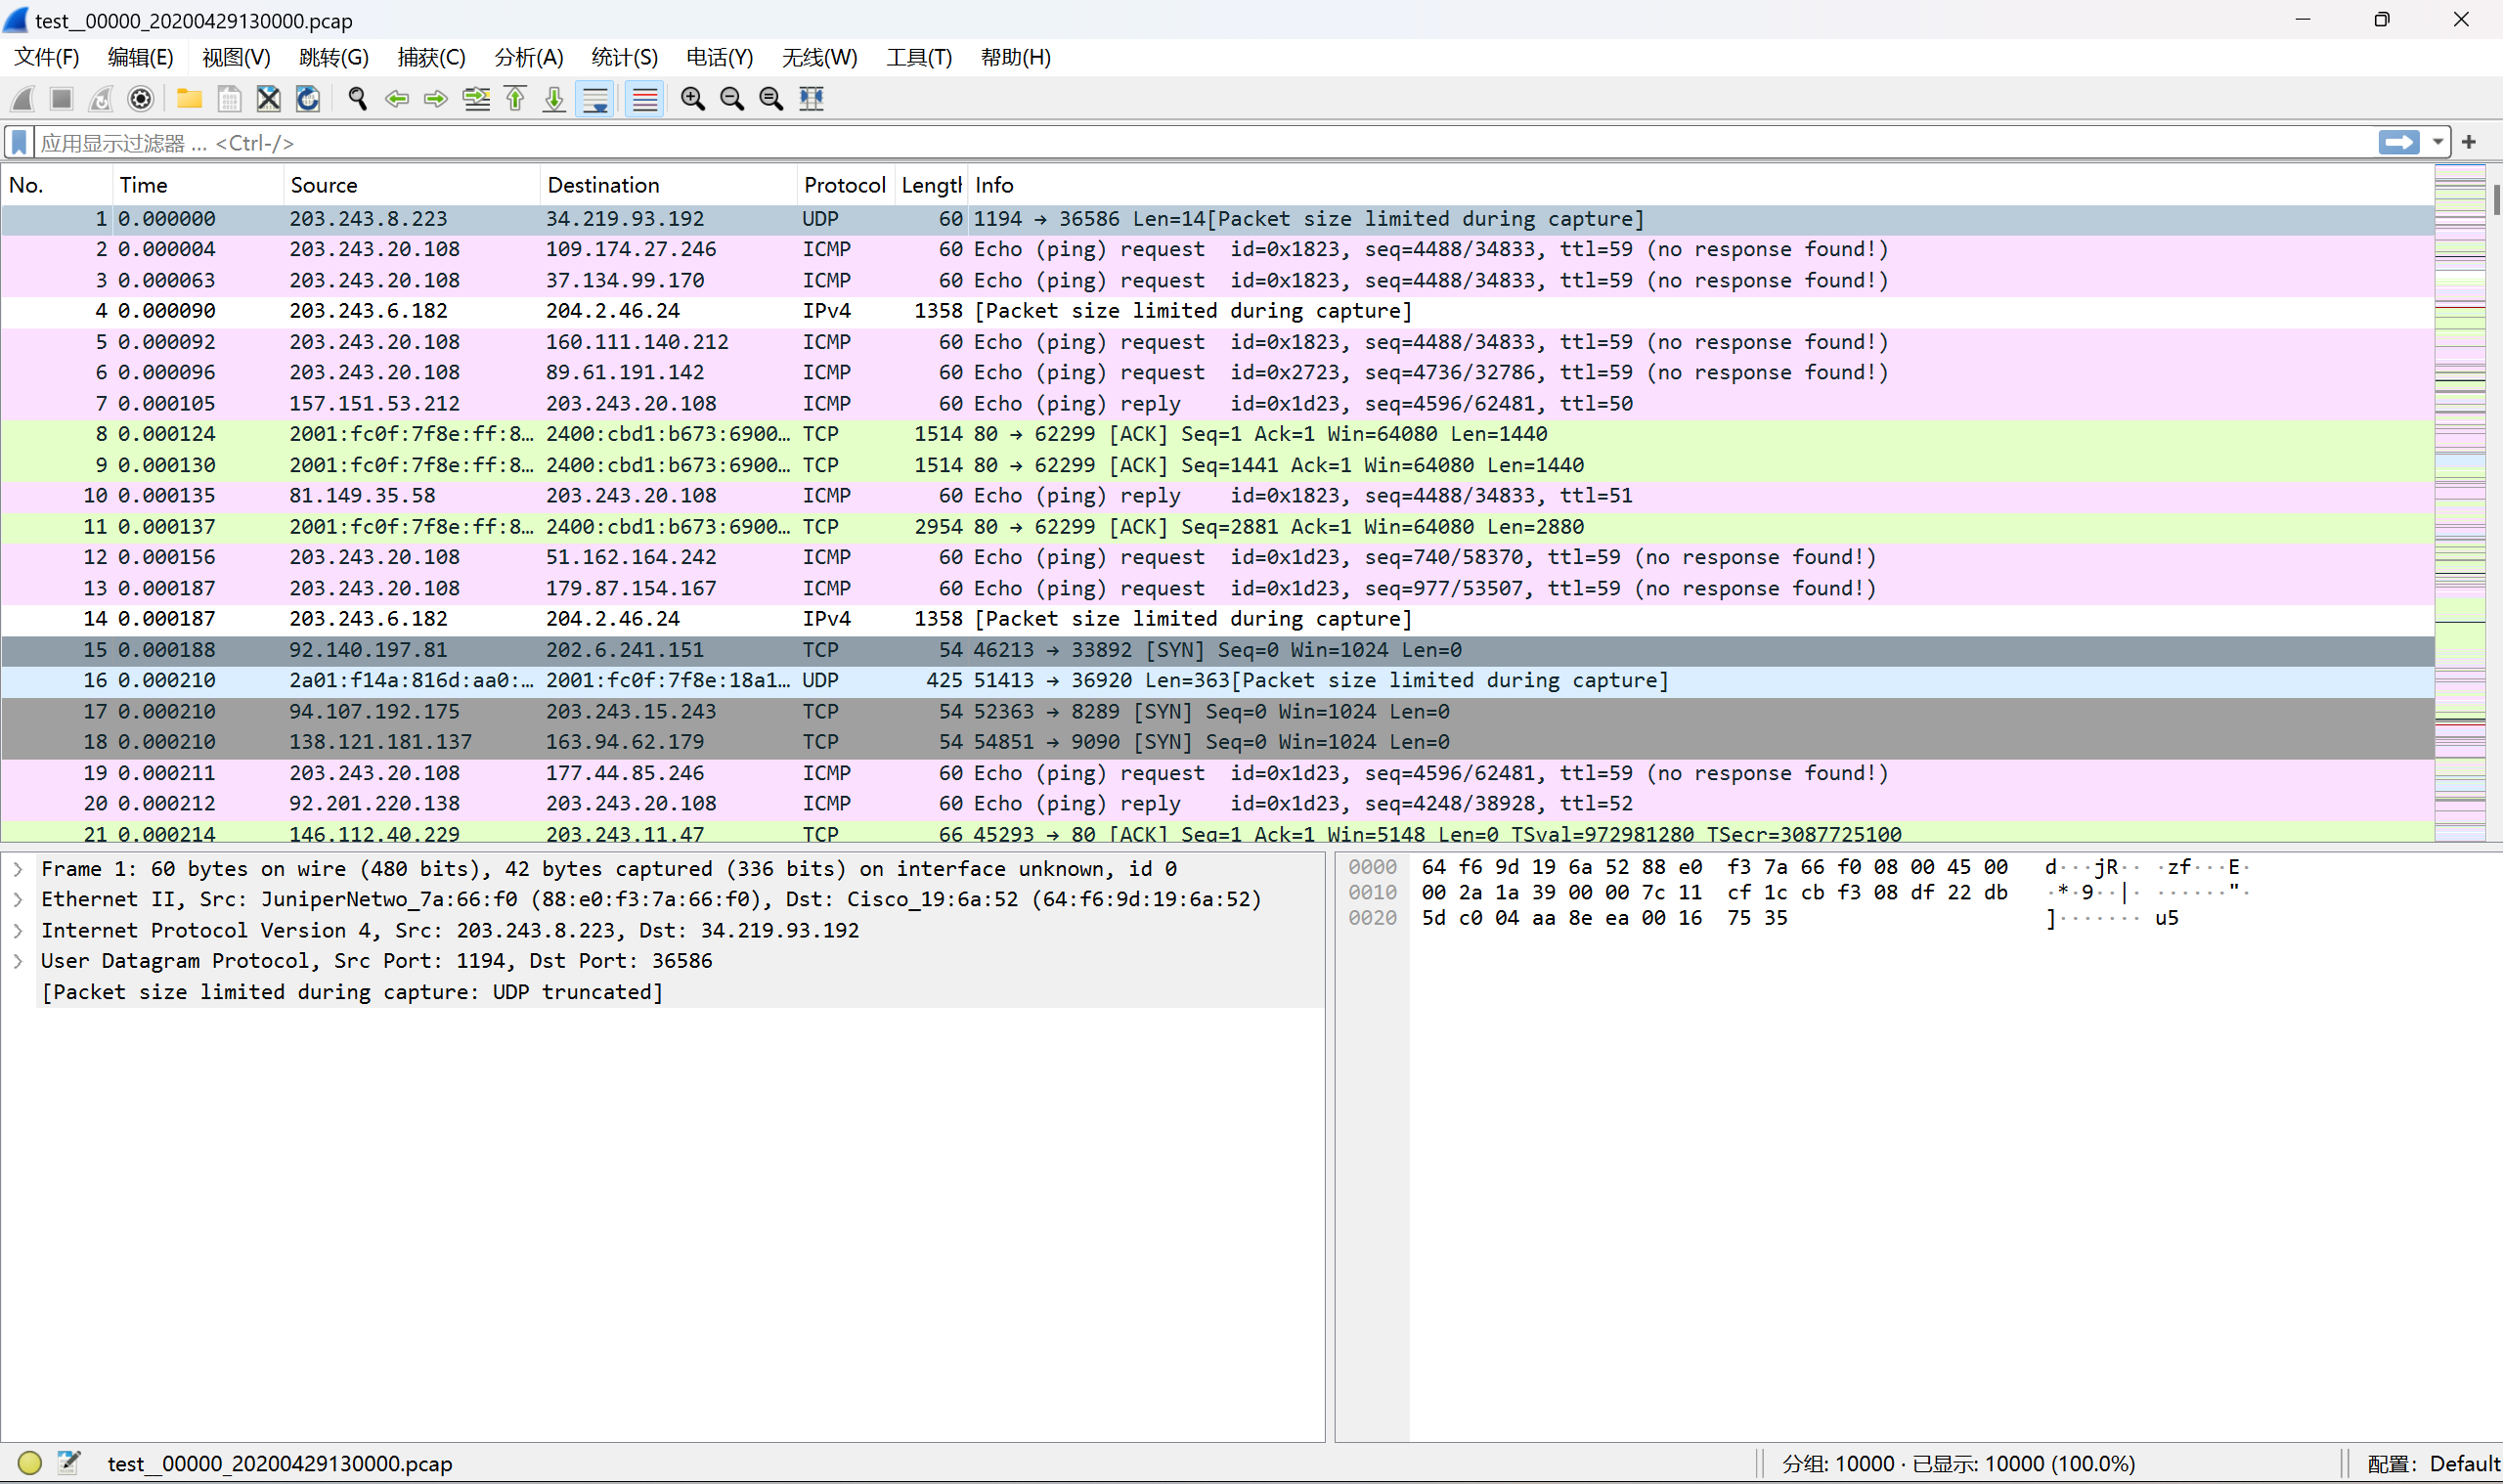 test__00000_20200429130000.pcap
文件(F) 编辑(E) 视图(V) 跳转(G) 捕获(C) 分析(A) 统计(S) 电话(Y) 无线(W) 工具(T) 帮助(H)
应用显示过滤器 … <Ctrl-/>
No. Time Source Destination Protocol Length Info
1 0.000000 203.243.8.223 34.219.93.192 UDP 60 1194 → 36586 Len=14[Packet size limited during capture]
2 0.000004 203.243.20.108 109.174.27.246 ICMP 60 Echo (ping) request id=0x1823, seq=4488/34833, ttl=59 (no response found!)
3 0.000063 203.243.20.108 37.134.99.170 ICMP 60 Echo (ping) request id=0x1823, seq=4488/34833, ttl=59 (no response found!)
4 0.000090 203.243.6.182 204.2.46.24 IPv4 1358 [Packet size limited during capture]
5 0.000092 203.243.20.108 160.111.140.212 ICMP 60 Echo (ping) request id=0x1823, seq=4488/34833, ttl=59 (no response found!)
6 0.000096 203.243.20.108 89.61.191.142 ICMP 60 Echo (ping) request id=0x2723, seq=4736/32786, ttl=59 (no response found!)
7 0.000105 157.151.53.212 203.243.20.108 ICMP 60 Echo (ping) reply id=0x1d23, seq=4596/62481, ttl=50
8 0.000124 2001:fc0f:7f8e:ff:8… 2400:cbd1:b673:6900… TCP 1514 80 → 62299 [ACK] Seq=1 Ack=1 Win=64080 Len=1440
9 0.000130 2001:fc0f:7f8e:ff:8… 2400:cbd1:b673:6900… TCP 1514 80 → 62299 [ACK] Seq=1441 Ack=1 Win=64080 Len=1440
10 0.000135 81.149.35.58 203.243.20.108 ICMP 60 Echo (ping) reply id=0x1823, seq=4488/34833, ttl=51
11 0.000137 2001:fc0f:7f8e:ff:8… 2400:cbd1:b673:6900… TCP 2954 80 → 62299 [ACK] Seq=2881 Ack=1 Win=64080 Len=2880
12 0.000156 203.243.20.108 51.162.164.242 ICMP 60 Echo (ping) request id=0x1d23, seq=740/58370, ttl=59 (no response found!)
13 0.000187 203.243.20.108 179.87.154.167 ICMP 60 Echo (ping) request id=0x1d23, seq=977/53507, ttl=59 (no response found!)
14 0.000187 203.243.6.182 204.2.46.24 IPv4 1358 [Packet size limited during capture]
15 0.000188 92.140.197.81 202.6.241.151 TCP 54 46213 → 33892 [SYN] Seq=0 Win=1024 Len=0
16 0.000210 2a01:f14a:816d:aa0:… 2001:fc0f:7f8e:18a1… UDP 425 51413 → 36920 Len=363[Packet size limited during capture]
17 0.000210 94.107.192.175 203.243.15.243 TCP 54 52363 → 8289 [SYN] Seq=0 Win=1024 Len=0
18 0.000210 138.121.181.137 163.94.62.179 TCP 54 54851 → 9090 [SYN] Seq=0 Win=1024 Len=0
19 0.000211 203.243.20.108 177.44.85.246 ICMP 60 Echo (ping) request id=0x1d23, seq=4596/62481, ttl=59 (no response found!)
20 0.000212 92.201.220.138 203.243.20.108 ICMP 60 Echo (ping) reply id=0x1d23, seq=4248/38928, ttl=52
21 0.000214 146.112.40.229 203.243.11.47 TCP 66 45293 → 80 [ACK] Seq=1 Ack=1 Win=5148 Len=0 TSval=972981280 TSecr=3087725100
Frame 1: 60 bytes on wire (480 bits), 42 bytes captured (336 bits) on interface unknown, id 0
Ethernet II, Src: JuniperNetwo_7a:66:f0 (88:e0:f3:7a:66:f0), Dst: Cisco_19:6a:52 (64:f6:9d:19:6a:52)
Internet Protocol Version 4, Src: 203.243.8.223, Dst: 34.219.93.192
User Datagram Protocol, Src Port: 1194, Dst Port: 36586
[Packet size limited during capture: UDP truncated]
0000 64 f6 9d 19 6a 52 88 e0 f3 7a 66 f0 08 00 45 00 d···jR·· ·zf···E·
0010 00 2a 1a 39 00 00 7c 11 cf 1c cb f3 08 df 22 db ·*·9··|· ······"·
0020 5d c0 04 aa 8e ea 00 16 75 35 ]······· u5
test__00000_20200429130000.pcap
分组: 10000 · 已显示: 10000 (100.0%)
配置: Default